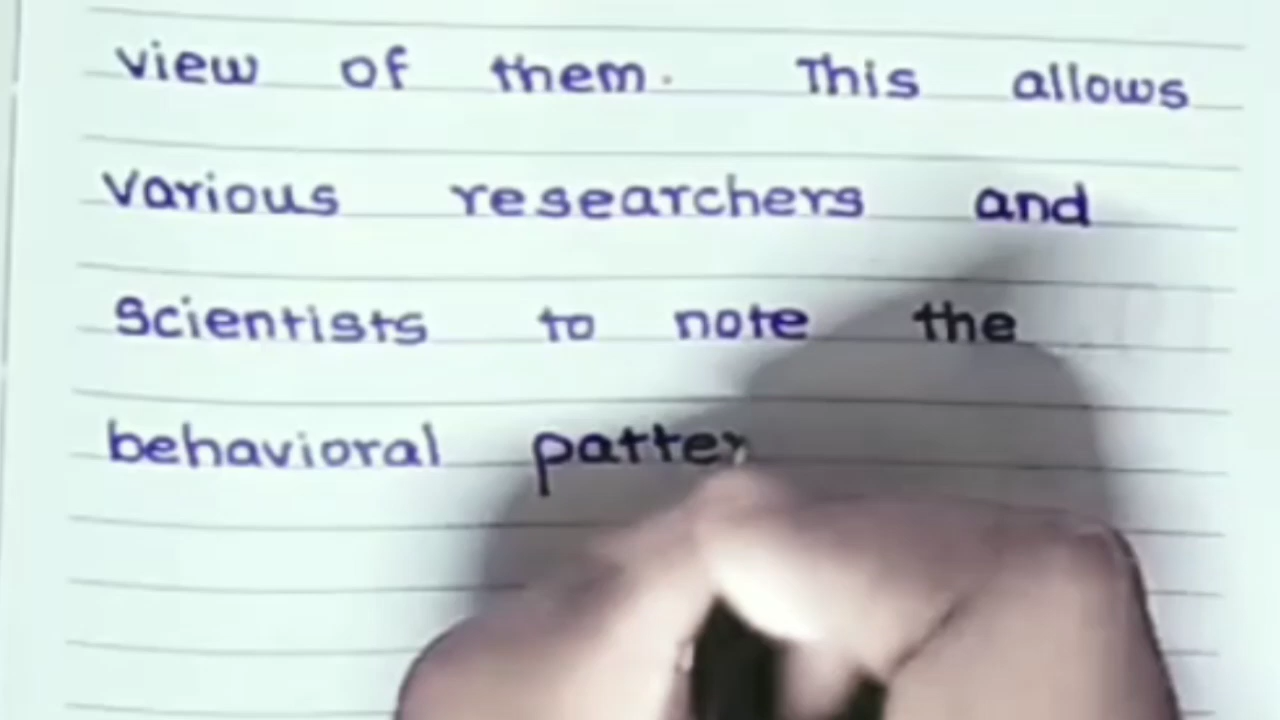 view of them. This allows
various researchers and
Scientists to note the
behavioral patter